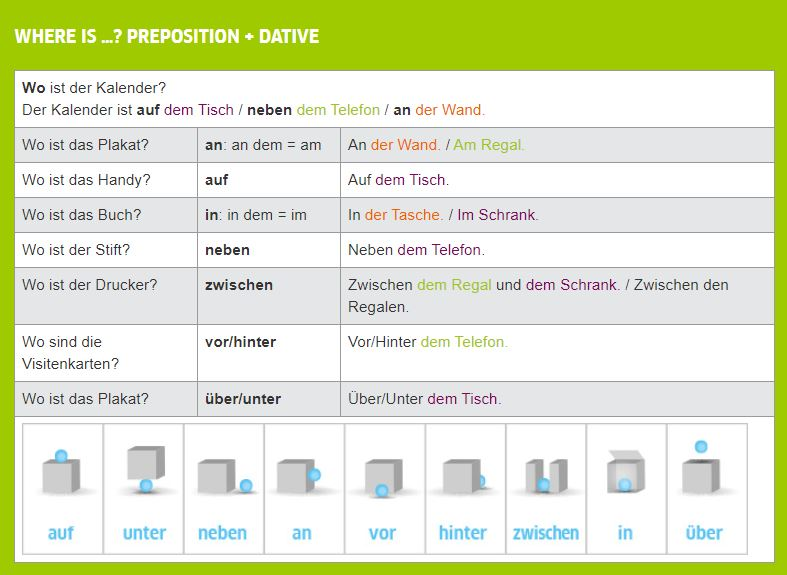 WHERE IS ...? PREPOSITION + DATIVE
Wo ist der Kalender?
Der Kalender ist auf dem Tisch / neben dem Telefon / an der Wand.
Wo ist das Plakat? an: an dem = am An der Wand. / Am Regal.
Wo ist das Handy? auf Auf dem Tisch.
Wo ist das Buch? in: in dem = im In der Tasche. / Im Schrank.
Wo ist der Stift? neben Neben dem Telefon.
Wo ist der Drucker? zwischen Zwischen dem Regal und dem Schrank. / Zwischen den
Regalen.
Wo sind die vor/hinter Vor/Hinter dem Telefon.
Visitenkarten?
Wo ist das Plakat? über/unter Über/Unter dem Tisch.
auf unter neben an vor hinter zwischen in über